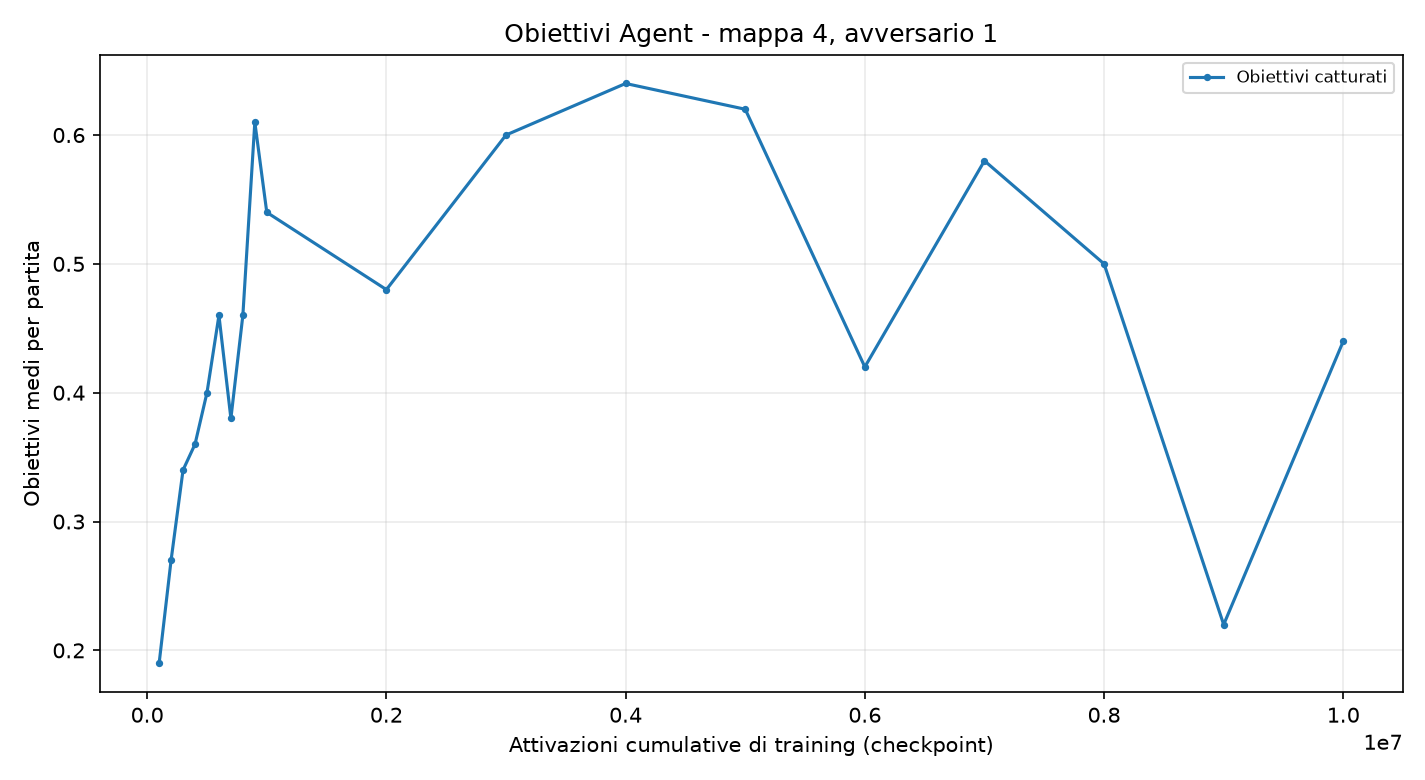 Obiettivi Agent - mappa 4, avversario 1
Obiettivi catturati
Obiettivi medi per partita
0.6
0.5
0.4
0.3
0.2
0.0 0.2 0.4 0.6 0.8 1.0
1e7
Attivazioni cumulative di training (checkpoint)